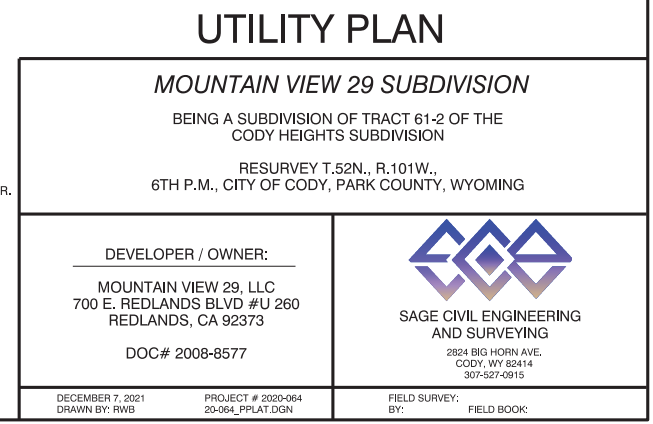 UTILITY PLAN
MOUNTAIN VIEW 29 SUBDIVISION
BEING A SUBDIVISION OF TRACT 61-2 OF THE
CODY HEIGHTS SUBDIVISION
RESURVEY T.52N., R.101W.,
6TH P.M., CITY OF CODY, PARK COUNTY, WYOMING
R.
DEVELOPER / OWNER:
MOUNTAIN VIEW 29, LLC
700 E. REDLANDS BLVD #U 260
REDLANDS, CA 92373
DOC# 2008-8577
SAGE CIVIL ENGINEERING
AND SURVEYING
2824 BIG HORN AVE.
CODY, WY 82414
307-527-0915
DECEMBER 7, 2021
DRAWN BY: RWB
PROJECT # 2020-064
20-064_PPLAT.DGN
FIELD SURVEY:
BY: FIELD BOOK: